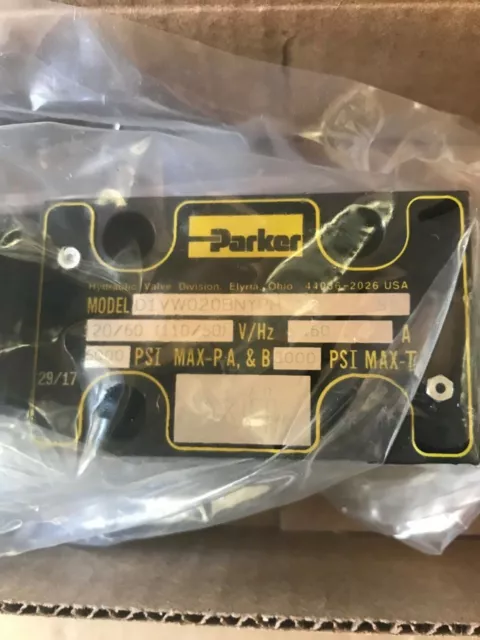 Parker
Hydraulic Valve Division, Elyria, Ohio 44036-2026 USA
MODEL D1VW020BNYPH
120/60 (110/50) V/Hz .60 A
5000 PSI MAX-P,A, & B 3000 PSI MAX-T
29/17